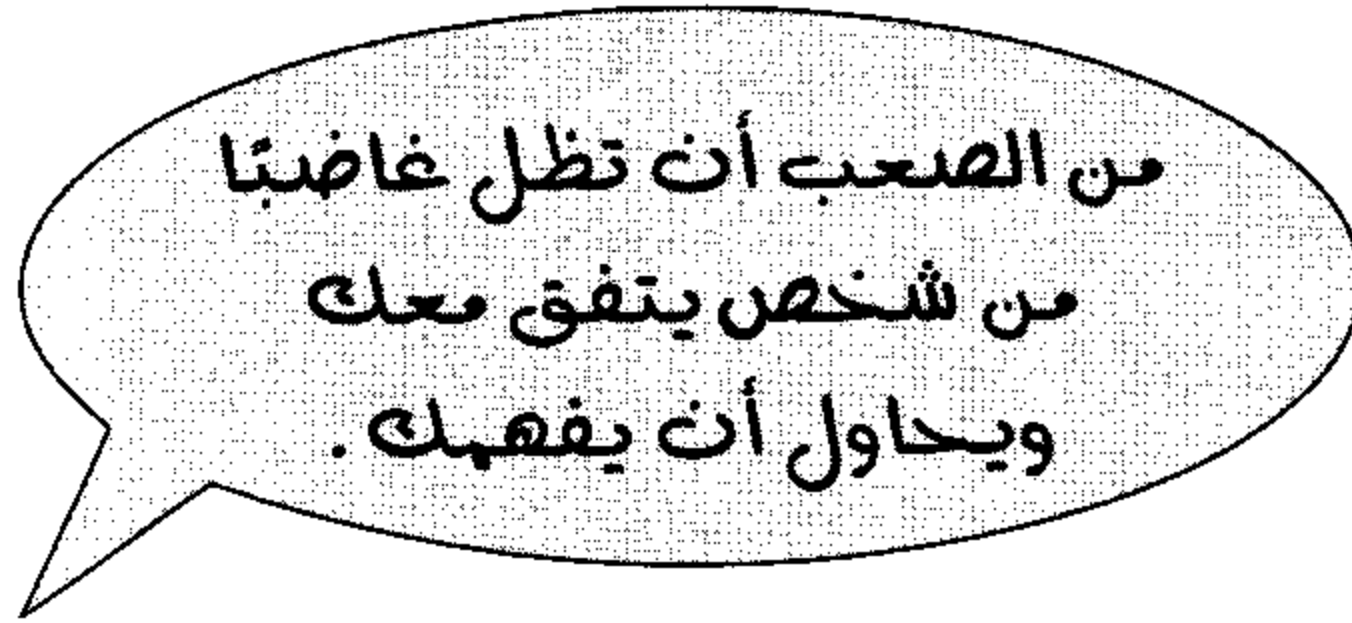 من الصعب أن تظل غاضبًا
من شخص يتفق معك
ويحاول أن يفهمك .